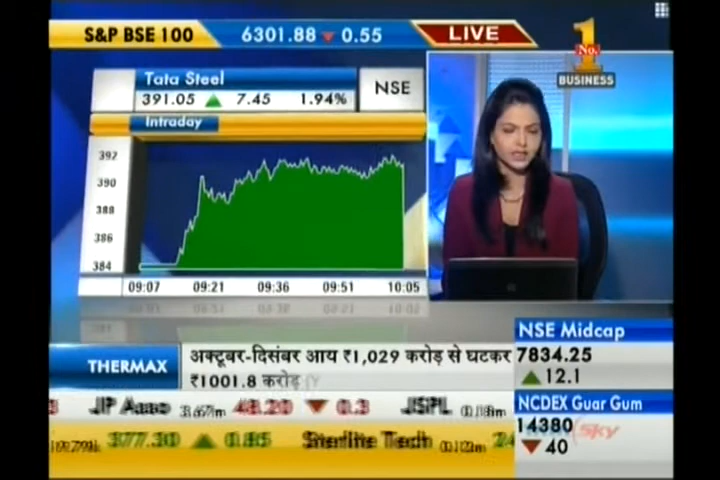 S&P BSE 100 6301.88 0.55 LIVE
1
No.
BUSINESS
Tata Steel
391.05 7.45 1.94%
NSE
Intraday
392
390
388
386
384
09:07 09:21 09:36 09:51 10:05
THERMAX
अक्टूबर-दिसंबर आय ₹1,029 करोड़ से घटकर
₹1001.8 करोड़
NSE Midcap
7834.25
12.1
NCDEX Guar Gum
14380
40
sky
JP Asso 48.20 0.3 JSPL
377.30 0.85 Sterlite Tech